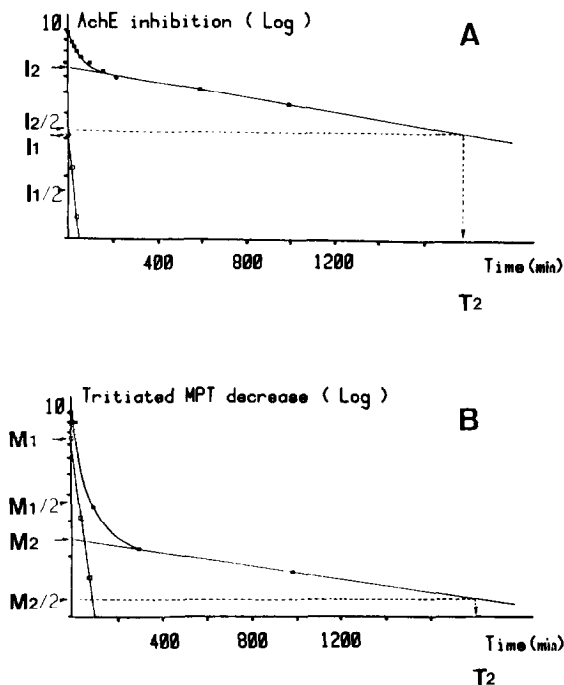 10 AchE inhibition ( Log )
A
I2
I2/2
I1
I1/2
400 800 1200 Time (min)
T2
10 Tritiated MPT decrease ( Log )
B
M1
M1/2
M2
M2/2
400 800 1200 Time (min)
T2